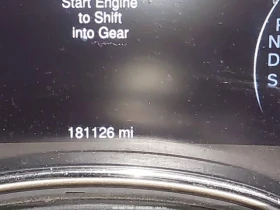 Start Engine
to Shift
into Gear
N
D
S
181126 mi